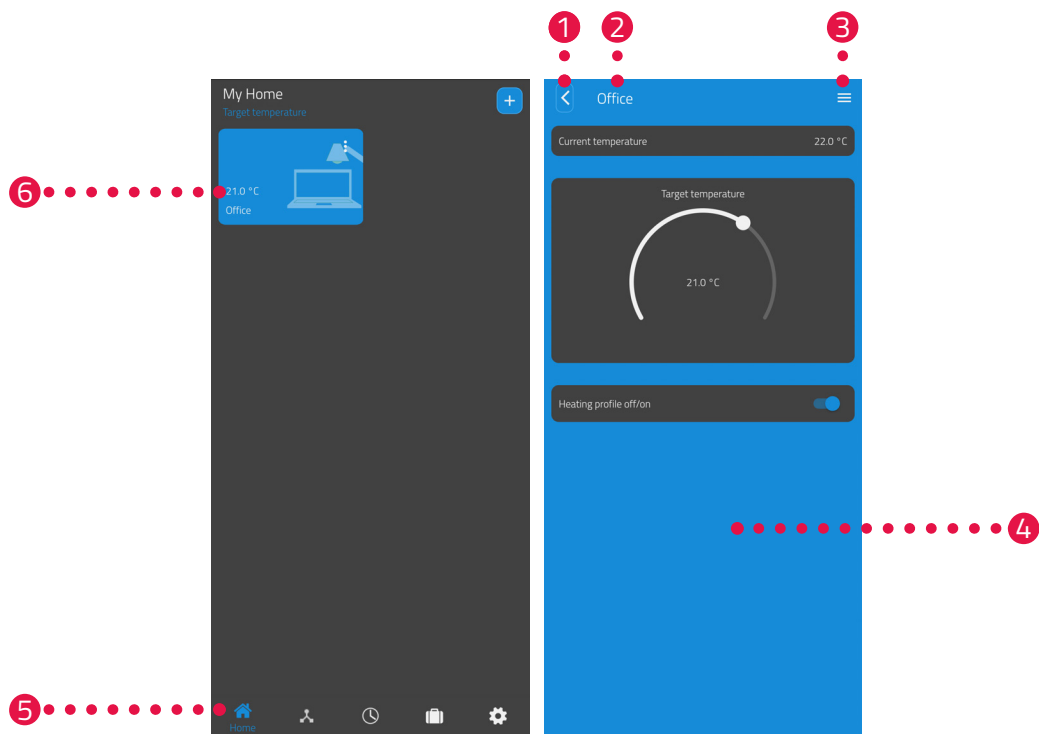 1 2 3
My Home
Target temperature
+
21.0 °C
Office
Home
Office
Current temperature 22.0 °C
Target temperature
21.0 °C
Heating profile off/on
6
4
5